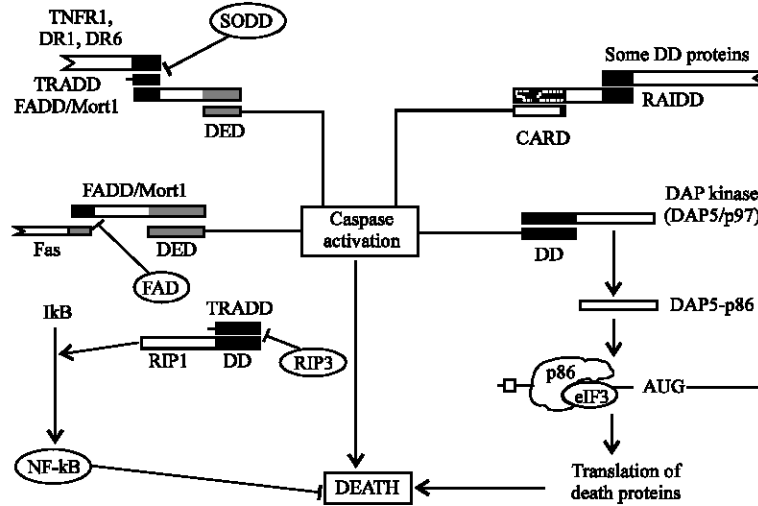 TNFR1,
DR1, DR6
SODD
TRADD
FADD/Mort1
DED
Some DD proteins
RAIDD
CARD
FADD/Mort1
Fas
DED
FAD
Caspase
activation
DAP kinase
(DAP5/p97)
DD
DAP5-p86
IkB
TRADD
RIP1
DD
RIP3
p86
eIF3
AUG
NF-kB
DEATH
Translation of
death proteins